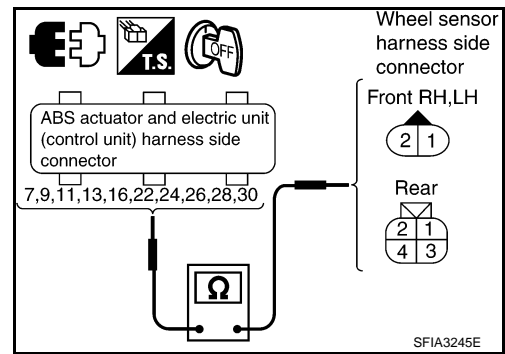 T.S.
OFF
Wheel sensor
harness side
connector
Front RH,LH
2 1
Rear
2 1
4 3
ABS actuator and electric unit
(control unit) harness side
connector
7,9,11,13,16,22,24,26,28,30
Ω
SFIA3245E